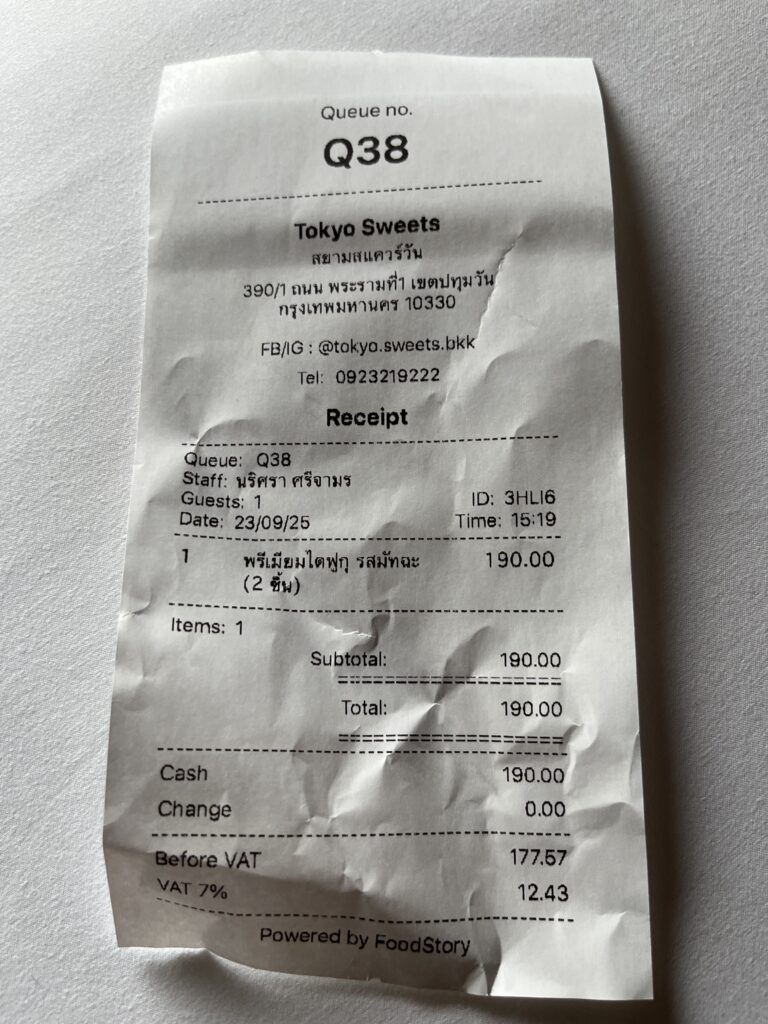 Queue no.
Q38
Tokyo Sweets
สยามสแควร์วัน
390/1 ถนน พระรามที่1 เขตปทุมวัน
กรุงเทพมหานคร 10330
FB/IG : @tokyo.sweets.bkk
Tel: 0923219222
Receipt
Queue: Q38
Staff: นริศรา ศรีจามร
Guests: 1 ID: 3HLI6
Date: 23/09/25 Time: 15:19
1 พรีเมียมไดฟูกุ รสมัทฉะ 190.00
(2 ชิ้น)
Items: 1
Subtotal: 190.00
Total: 190.00
Cash 190.00
Change 0.00
Before VAT 177.57
VAT 7% 12.43
Powered by FoodStory